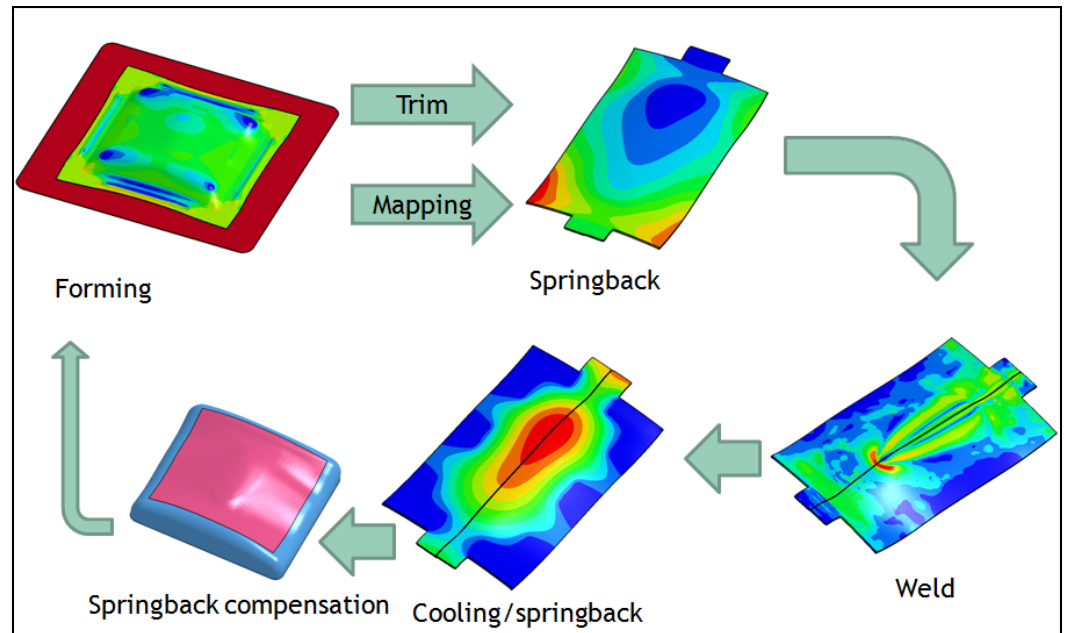 Trim
Mapping
Forming
Springback
Springback compensation
Cooling/springback
Weld